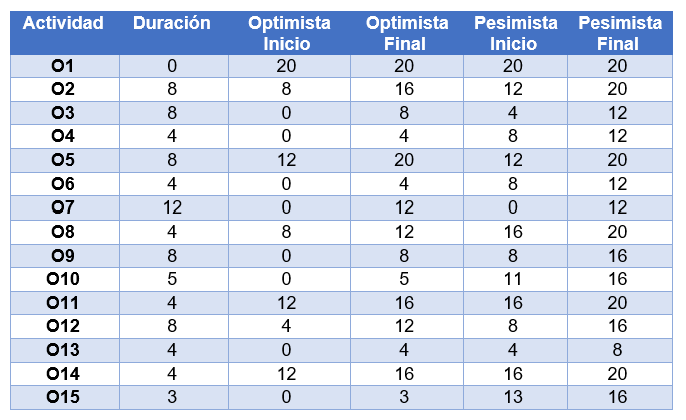 Actividad Duración Optimista Inicio Optimista Final Pesimista Inicio Pesimista Final
O1 0 20 20 20 20
O2 8 8 16 12 20
O3 8 0 8 4 12
O4 4 0 4 8 12
O5 8 12 20 12 20
O6 4 0 4 8 12
O7 12 0 12 0 12
O8 4 8 12 16 20
O9 8 0 8 8 16
O10 5 0 5 11 16
O11 4 12 16 16 20
O12 8 4 12 8 16
O13 4 0 4 4 8
O14 4 12 16 16 20
O15 3 0 3 13 16